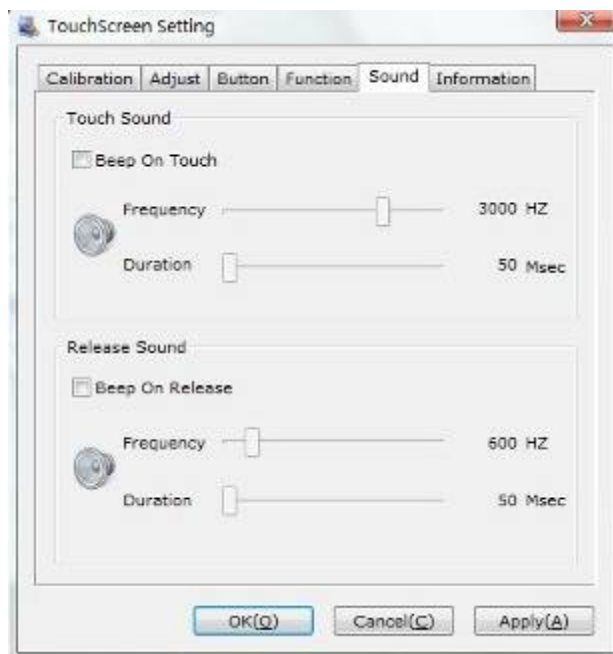 TouchScreen Setting
Calibration Adjust Button Function Sound Information
Touch Sound
Beep On Touch
Frequency 3000 HZ
Duration 50 Msec
Release Sound
Beep On Release
Frequency 600 HZ
Duration 50 Msec
OK(O) Cancel(C) Apply(A)